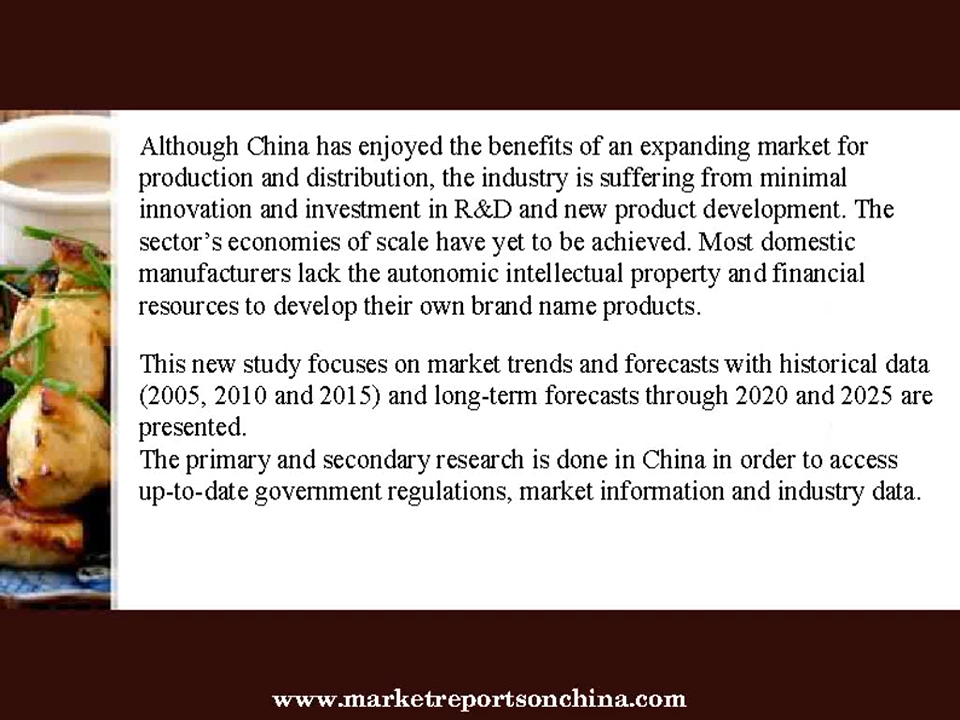 Although China has enjoyed the benefits of an expanding market for
production and distribution, the industry is suffering from minimal
innovation and investment in R&D and new product development. The
sector’s economies of scale have yet to be achieved. Most domestic
manufacturers lack the autonomic intellectual property and financial
resources to develop their own brand name products.
This new study focuses on market trends and forecasts with historical data
(2005, 2010 and 2015) and long-term forecasts through 2020 and 2025 are
presented.
The primary and secondary research is done in China in order to access
up-to-date government regulations, market information and industry data.
www.marketreportsonchina.com